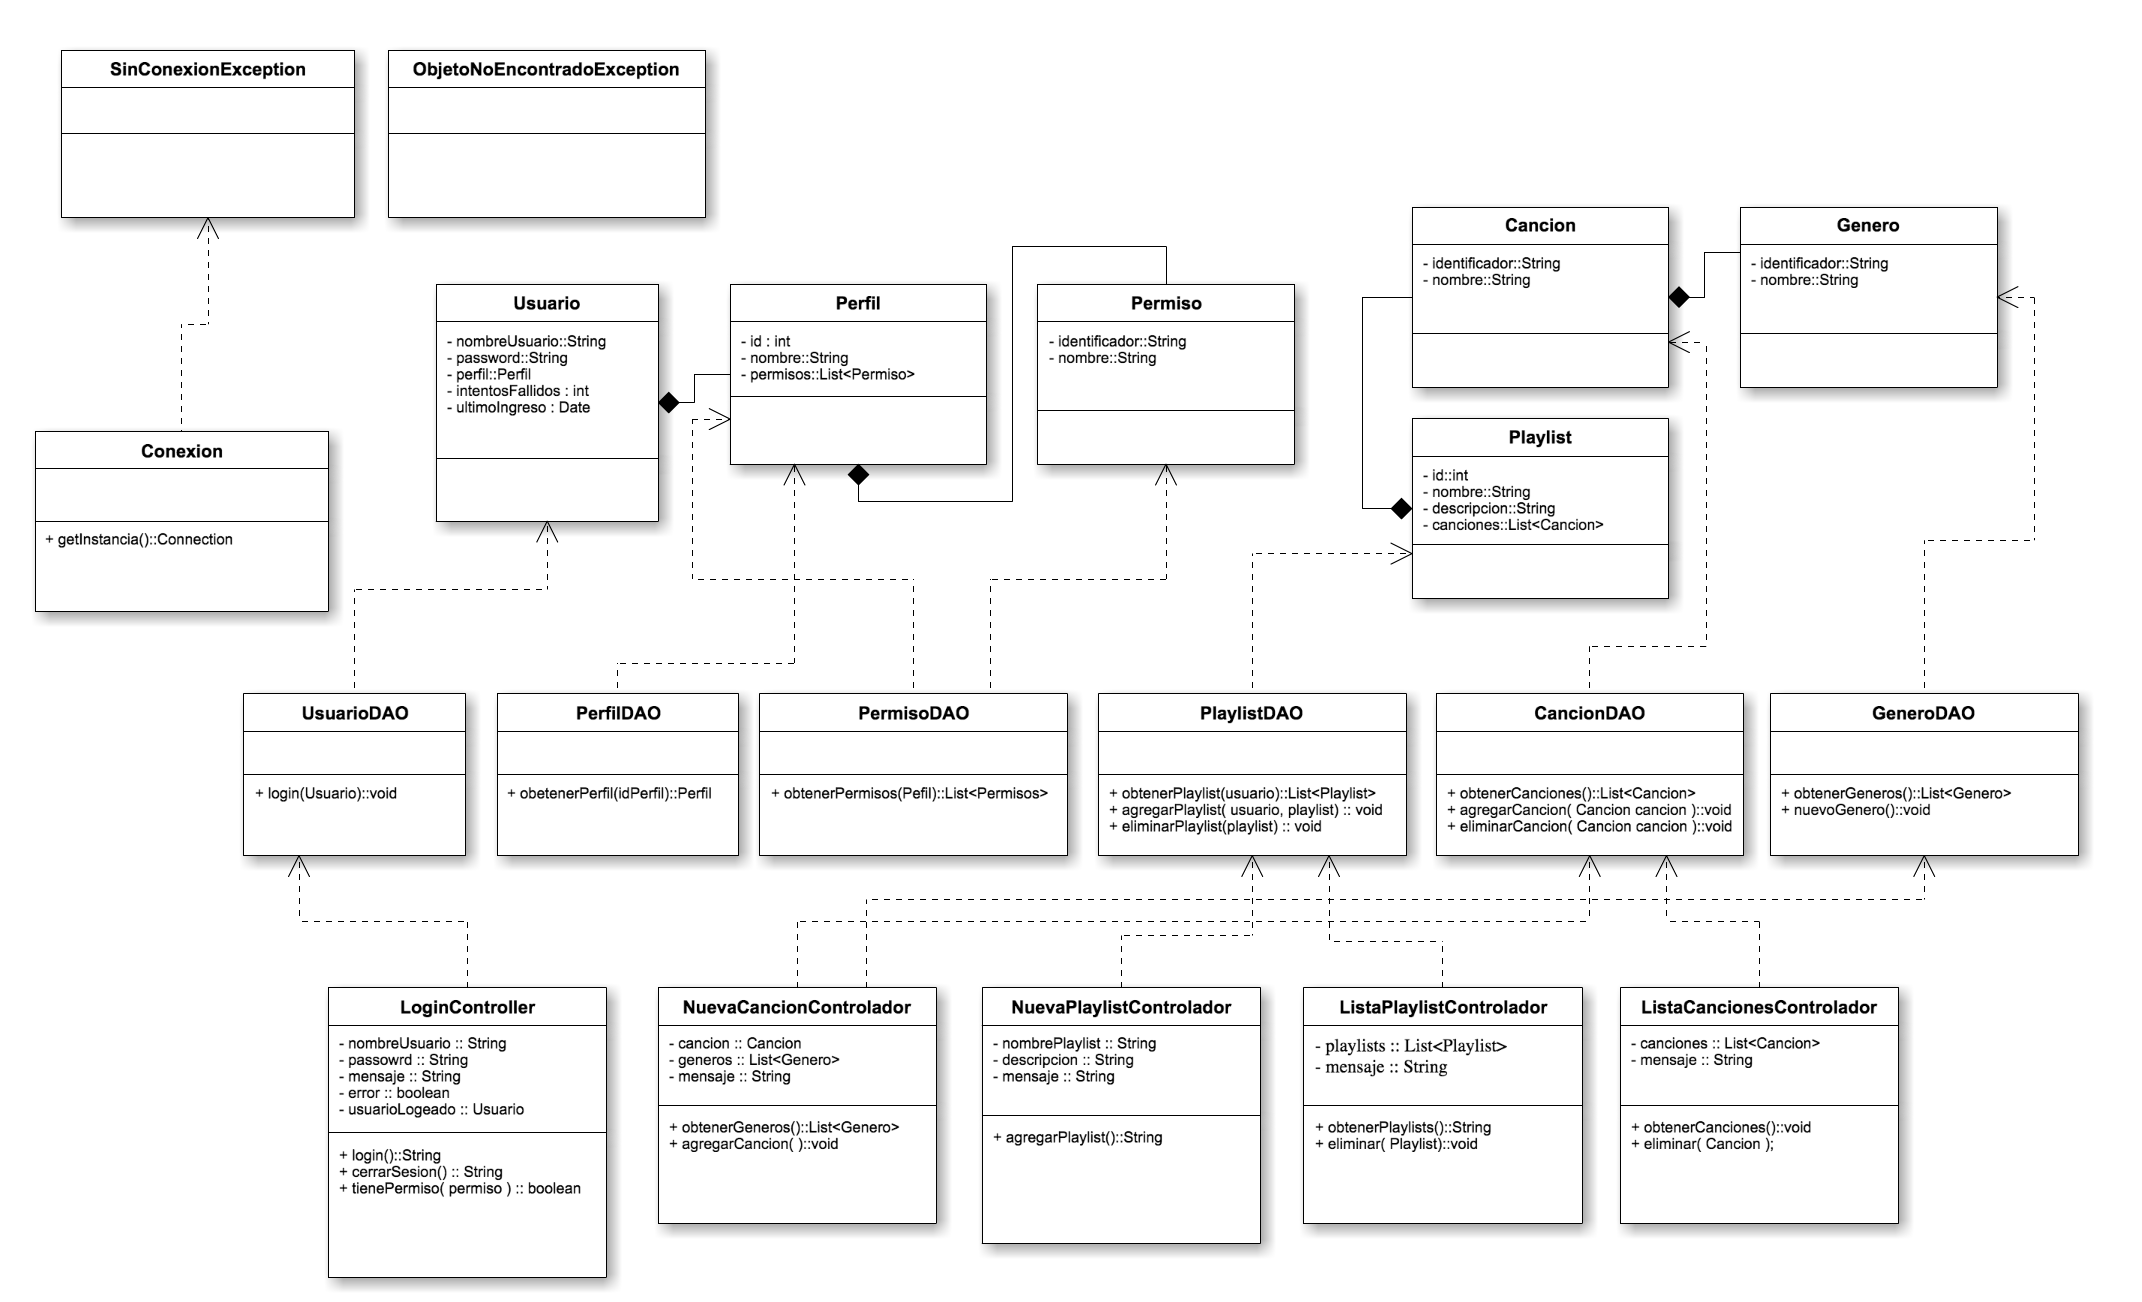 SinConexionException
ObjetoNoEncontradoException
Cancion
- identificador::String
- nombre::String
Genero
- identificador::String
- nombre::String
Usuario
- nombreUsuario::String
- password::String
- perfil::Perfil
- intentosFallidos : int
- ultimoIngreso : Date
Perfil
- id : int
- nombre::String
- permisos::List<Permiso>
Permiso
- identificador::String
- nombre::String
Conexion
+ getInstancia()::Connection
Playlist
- id::int
- nombre::String
- descripcion::String
- canciones::List<Cancion>
UsuarioDAO
+ login(Usuario)::void
PerfilDAO
+ obetenerPerfil(idPerfil)::Perfil
PermisoDAO
+ obtenerPermisos(Pefil)::List<Permisos>
PlaylistDAO
+ obtenerPlaylist(usuario)::List<Playlist>
+ agregarPlaylist( usuario, playlist) :: void
+ eliminarPlaylist(playlist) :: void
CancionDAO
+ obtenerCanciones()::List<Cancion>
+ agregarCancion( Cancion cancion )::void
+ eliminarCancion( Cancion cancion )::void
GeneroDAO
+ obtenerGeneros()::List<Genero>
+ nuevoGenero()::void
LoginController
- nombreUsuario :: String
- passowrd :: String
- mensaje :: String
- error :: boolean
- usuarioLogeado :: Usuario
+ login()::String
+ cerrarSesion() :: String
+ tienePermiso( permiso ) :: boolean
NuevaCancionControlador
- cancion :: Cancion
- generos :: List<Genero>
- mensaje :: String
+ obtenerGeneros()::List<Genero>
+ agregarCancion( )::void
NuevaPlaylistControlador
- nombrePlaylist :: String
- descripcion :: String
- mensaje :: String
+ agregarPlaylist()::String
ListaPlaylistControlador
- playlists :: List<Playlist>
- mensaje :: String
+ obtenerPlaylists()::String
+ eliminar( Playlist)::void
ListaCancionesControlador
- canciones :: List<Cancion>
- mensaje :: String
+ obtenerCanciones()::void
+ eliminar( Cancion );